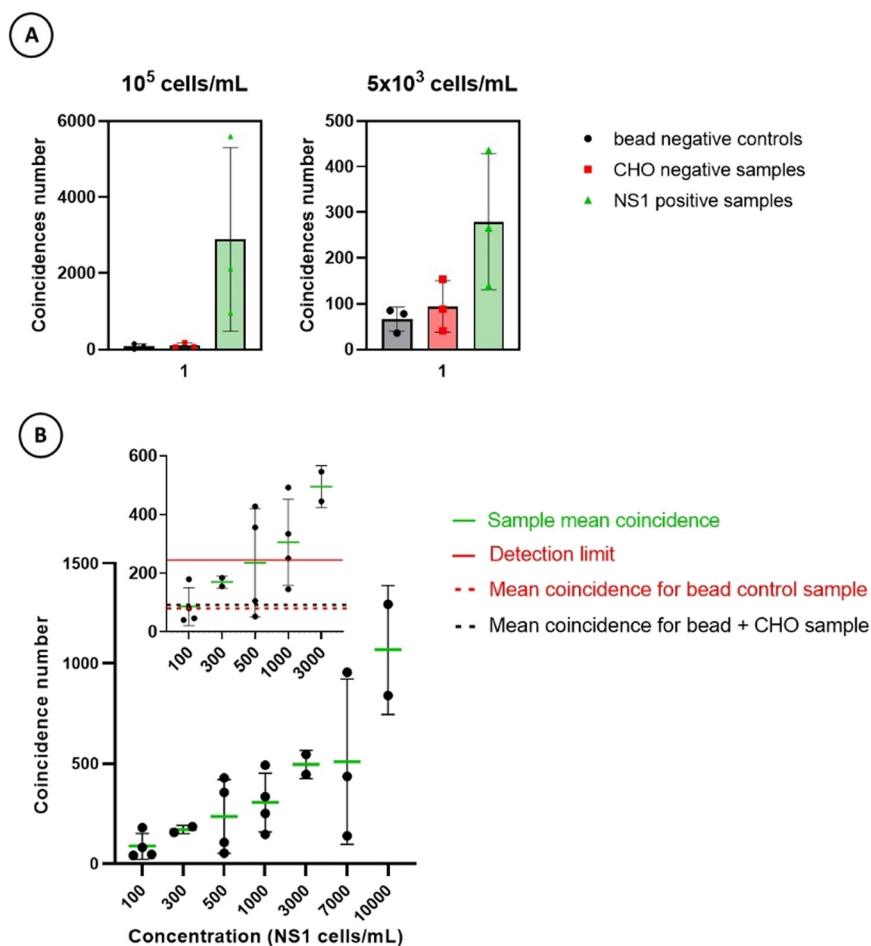 A
10⁵ cells/mL
5x10³ cells/mL
Coincidences number
6000
4000
2000
0
1
Coincidences number
500
400
300
200
100
0
1
bead negative controls
CHO negative samples
NS1 positive samples
B
600
400
200
0
100
300
500
1000
3000
Sample mean coincidence
Detection limit
Mean coincidence for bead control sample
Mean coincidence for bead + CHO sample
Coincidence number
1500
1000
500
0
100
300
500
1000
3000
7000
10000
Concentration (NS1 cells/mL)